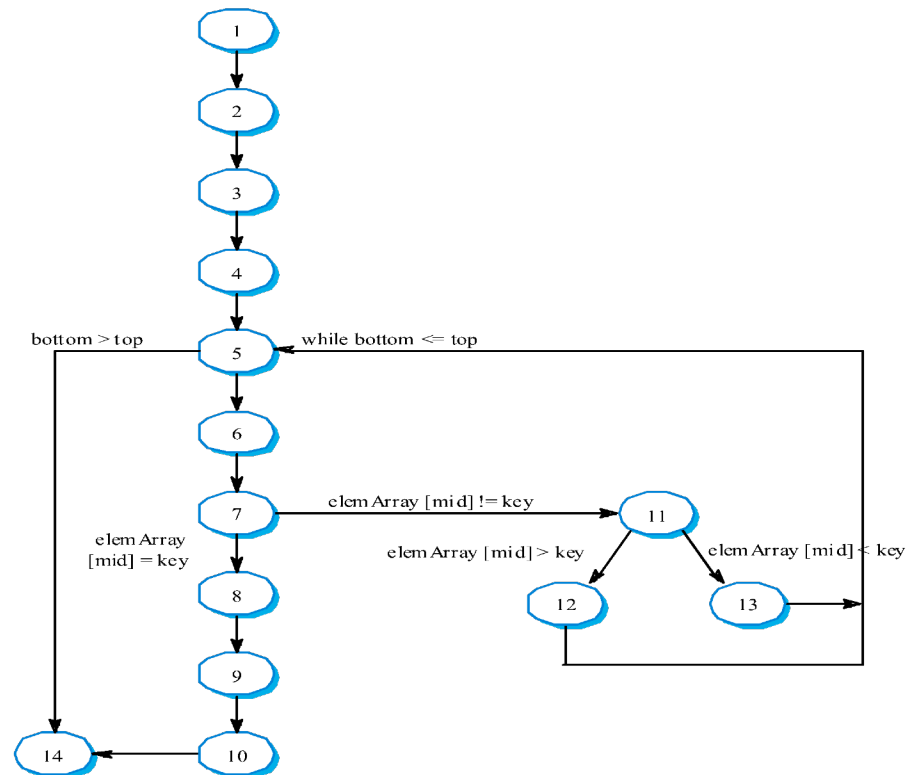 1
2
3
4
bottom > top
while bottom <= top
5
6
7
elemArray [mid] != key
11
elemArray
[mid] = key
elemArray [mid] > key
elemArray [mid] < key
8
12
13
9
14
10